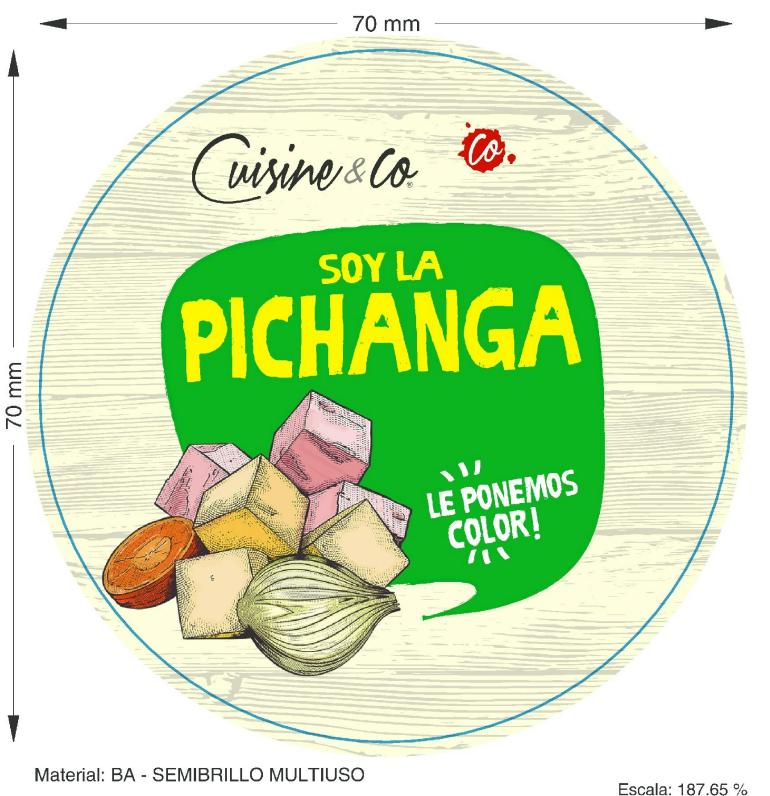 70 mm
Cuisine & Co®
Co
SOY LA
PICHANGA
70 mm
LE PONEMOS
COLOR!
Material: BA - SEMIBRILLO MULTIUSO
Escala: 187.65 %